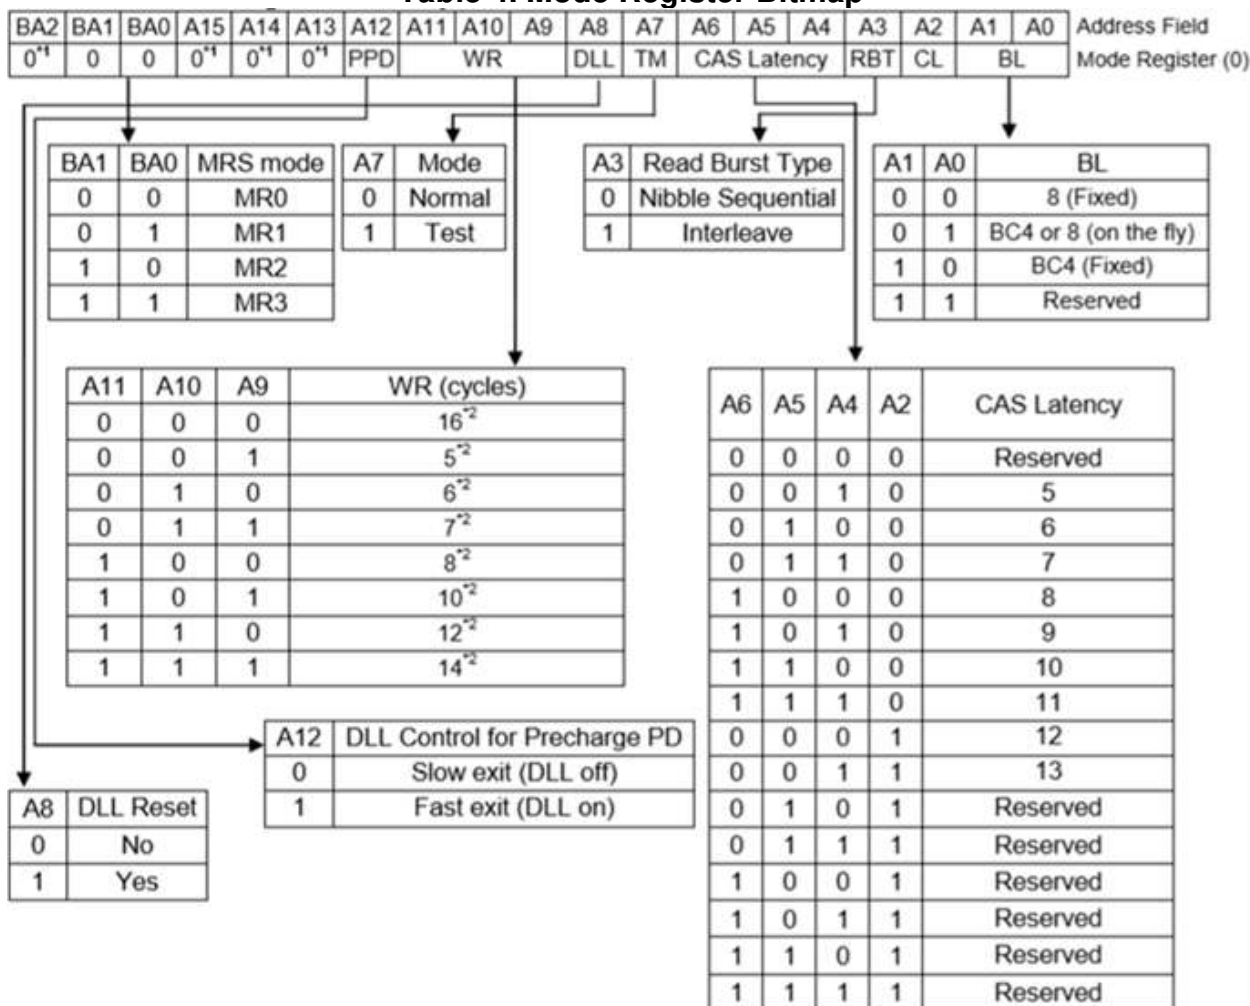 Table 4. Mode Register Bitmap
BA2 BA1 BA0 A15 A14 A13 A12 A11 A10 A9 A8 A7 A6 A5 A4 A3 A2 A1 A0 Address Field
0*1 0 0 0*1 0*1 0*1 PPD WR DLL TM CAS Latency RBT CL BL Mode Register (0)
BA1 BA0 MRS mode
0 0 MR0
0 1 MR1
1 0 MR2
1 1 MR3
A7 Mode
0 Normal
1 Test
A3 Read Burst Type
0 Nibble Sequential
1 Interleave
A1 A0 BL
0 0 8 (Fixed)
0 1 BC4 or 8 (on the fly)
1 0 BC4 (Fixed)
1 1 Reserved
A11 A10 A9 WR (cycles)
0 0 0 16*2
0 0 1 5*2
0 1 0 6*2
0 1 1 7*2
1 0 0 8*2
1 0 1 10*2
1 1 0 12*2
1 1 1 14*2
A6 A5 A4 A2 CAS Latency
0 0 0 0 Reserved
0 0 1 0 5
0 1 0 0 6
0 1 1 0 7
1 0 0 0 8
1 0 1 0 9
1 1 0 0 10
1 1 1 0 11
0 0 0 1 12
0 0 1 1 13
0 1 0 1 Reserved
0 1 1 1 Reserved
1 0 0 1 Reserved
1 0 1 1 Reserved
1 1 0 1 Reserved
1 1 1 1 Reserved
A12 DLL Control for Precharge PD
0 Slow exit (DLL off)
1 Fast exit (DLL on)
A8 DLL Reset
0 No
1 Yes